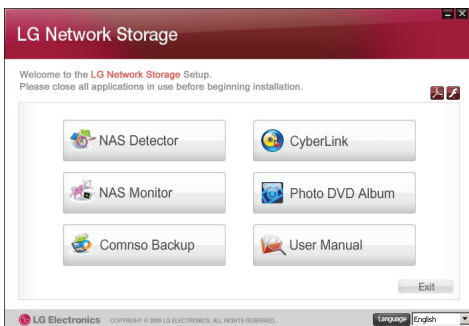 LG Network Storage
Welcome to the LG Network Storage Setup.
Please close all applications in use before beginning installation.
NAS Detector
CyberLink
NAS Monitor
Photo DVD Album
Comnso Backup
User Manual
Exit
LG Electronics COPYRIGHT © 2009 LG ELECTRONICS. ALL RIGHTS RESERVED.
Language English